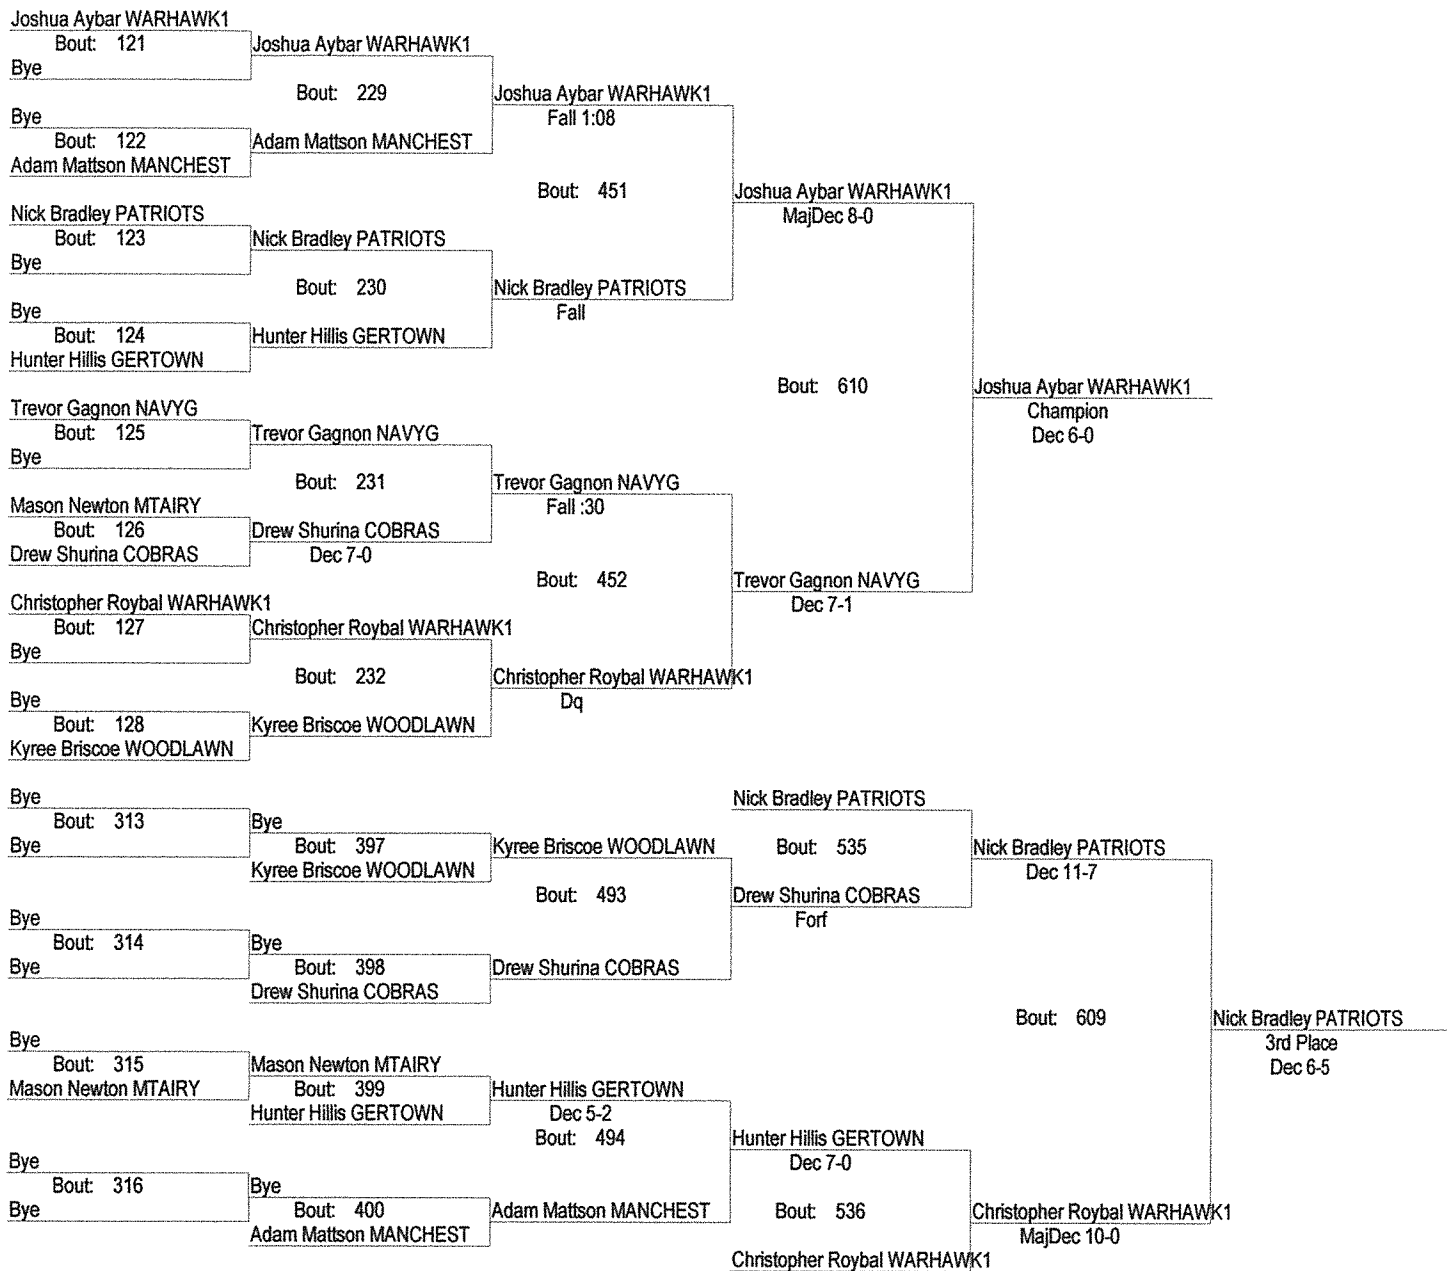 Joshua Aybar WARHAWK1
Bout: 121
Bye
Joshua Aybar WARHAWK1
Bout: 229
Bye
Bout: 122
Adam Mattson MANCHEST
Adam Mattson MANCHEST
Joshua Aybar WARHAWK1
Fall 1:08
Bout: 451
Nick Bradley PATRIOTS
Bout: 123
Bye
Nick Bradley PATRIOTS
Bout: 230
Bye
Bout: 124
Hunter Hillis GERTOWN
Hunter Hillis GERTOWN
Nick Bradley PATRIOTS
Fall
Joshua Aybar WARHAWK1
MajDec 8-0
Bout: 610
Joshua Aybar WARHAWK1
Champion
Dec 6-0
Trevor Gagnon NAVYG
Bout: 125
Bye
Trevor Gagnon NAVYG
Bout: 231
Mason Newton MTAIRY
Bout: 126
Drew Shurina COBRAS
Drew Shurina COBRAS
Dec 7-0
Trevor Gagnon NAVYG
Fall :30
Bout: 452
Christopher Roybal WARHAWK1
Bout: 127
Bye
Christopher Roybal WARHAWK1
Bout: 232
Bye
Bout: 128
Kyree Briscoe WOODLAWN
Kyree Briscoe WOODLAWN
Christopher Roybal WARHAWK1
Dq
Trevor Gagnon NAVYG
Dec 7-1
Bye
Bout: 313
Bye
Bye
Bout: 397
Kyree Briscoe WOODLAWN
Kyree Briscoe WOODLAWN
Bout: 493
Bye
Bout: 314
Bye
Bye
Bout: 398
Drew Shurina COBRAS
Drew Shurina COBRAS
Nick Bradley PATRIOTS
Bout: 535
Drew Shurina COBRAS
Forf
Nick Bradley PATRIOTS
Dec 11-7
Bout: 609
Nick Bradley PATRIOTS
3rd Place
Dec 6-5
Bye
Bout: 315
Mason Newton MTAIRY
Mason Newton MTAIRY
Bout: 399
Hunter Hillis GERTOWN
Hunter Hillis GERTOWN
Dec 5-2
Bout: 494
Bye
Bout: 316
Bye
Bye
Bout: 400
Adam Mattson MANCHEST
Adam Mattson MANCHEST
Hunter Hillis GERTOWN
Dec 7-0
Bout: 536
Christopher Roybal WARHAWK1
Christopher Roybal WARHAWK1
MajDec 10-0